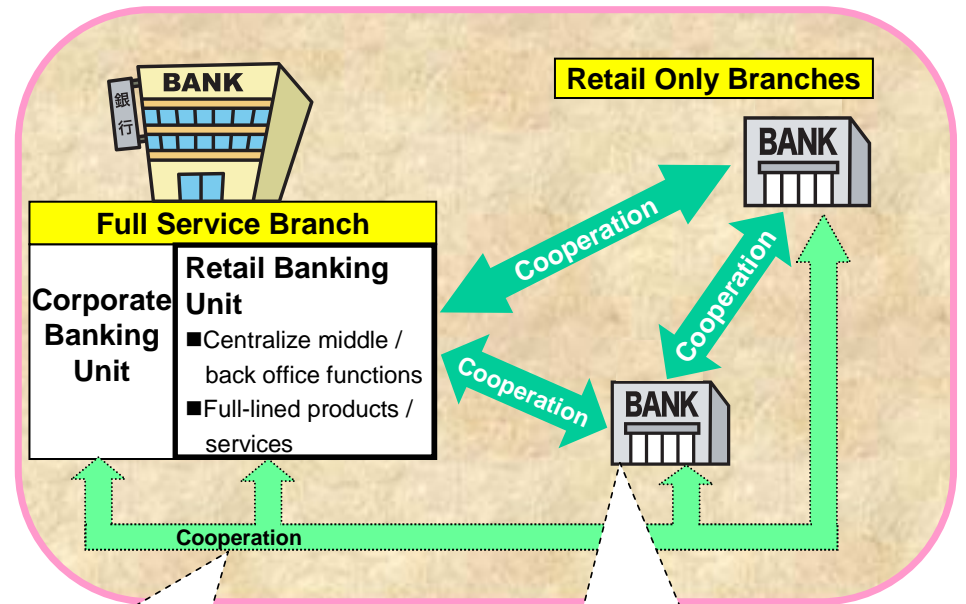 BANK
銀
行
Retail Only Branches
BANK
Full Service Branch
Corporate
Banking
Unit
Retail Banking
Unit
■Centralize middle /
back office functions
■Full-lined products /
services
Cooperation
Cooperation
Cooperation
BANK
Cooperation